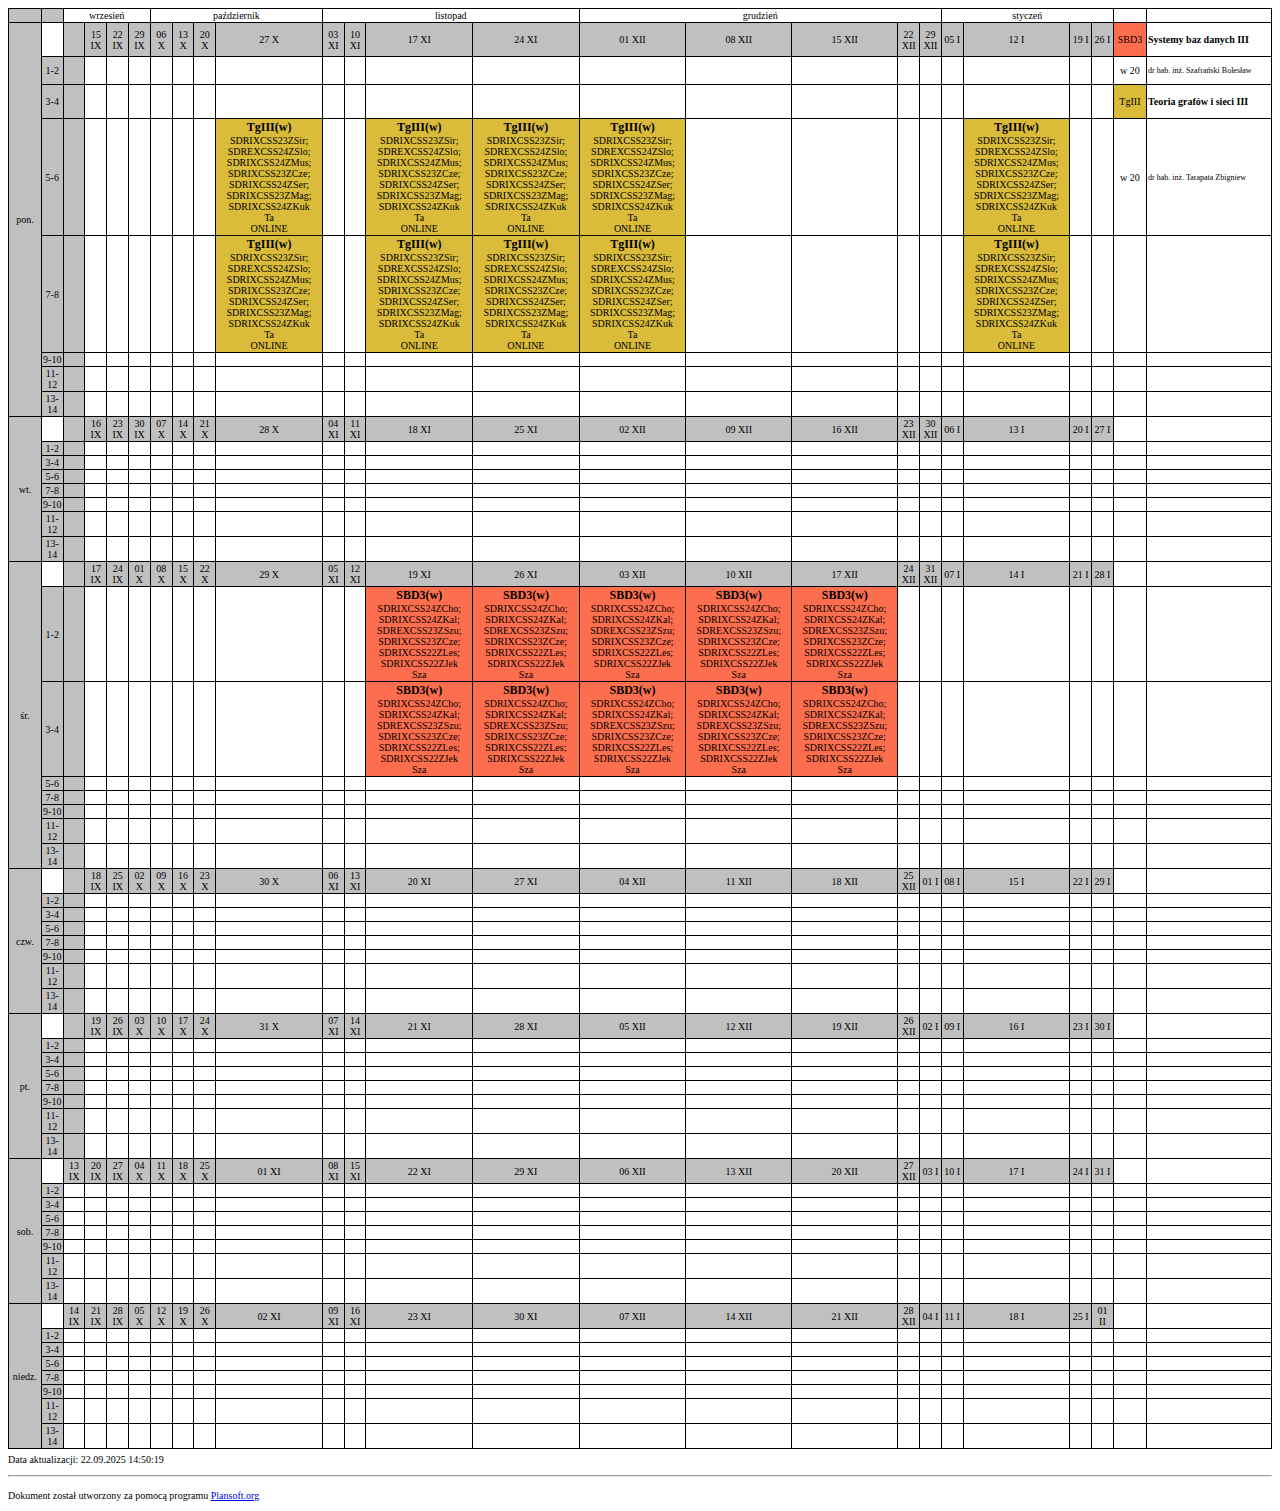 wrzesień październik listopad grudzień styczeń
pon. 15 IX 22 IX 29 IX 06 X 13 X 20 X 27 X 03 XI 10 XI 17 XI 24 XI 01 XII 08 XII 15 XII 22 XII 29 XII 05 I 12 I 19 I 26 I SBD3 Systemy baz danych III
1-2 w 20 dr hab. inż. Szafrański Bolesław
3-4 TgIII Teoria grafów i sieci III
5-6 w 20 dr hab. inż. Tarapata Zbigniew
TgIII(w) TgIII(w) TgIII(w) TgIII(w) TgIII(w)
SDRIXCSS23ZSir; SDRIXCSS23ZSir; SDRIXCSS23ZSir; SDRIXCSS23ZSir; SDRIXCSS23ZSir;
SDREXCSS24ZSlo; SDREXCSS24ZSlo; SDREXCSS24ZSlo; SDREXCSS24ZSlo; SDREXCSS24ZSlo;
SDRIXCSS24ZMus; SDRIXCSS24ZMus; SDRIXCSS24ZMus; SDRIXCSS24ZMus; SDRIXCSS24ZMus;
SDRIXCSS23ZCze; SDRIXCSS23ZCze; SDRIXCSS23ZCze; SDRIXCSS23ZCze; SDRIXCSS23ZCze;
SDRIXCSS24ZSer; SDRIXCSS24ZSer; SDRIXCSS24ZSer; SDRIXCSS24ZSer; SDRIXCSS24ZSer;
SDRIXCSS23ZMag; SDRIXCSS23ZMag; SDRIXCSS23ZMag; SDRIXCSS23ZMag; SDRIXCSS23ZMag;
SDRIXCSS24ZKuk SDRIXCSS24ZKuk SDRIXCSS24ZKuk SDRIXCSS24ZKuk SDRIXCSS24ZKuk
Ta Ta Ta Ta Ta
ONLINE ONLINE ONLINE ONLINE ONLINE
7-8
TgIII(w) TgIII(w) TgIII(w) TgIII(w) TgIII(w)
SDRIXCSS23ZSir; SDRIXCSS23ZSir; SDRIXCSS23ZSir; SDRIXCSS23ZSir; SDRIXCSS23ZSir;
SDREXCSS24ZSlo; SDREXCSS24ZSlo; SDREXCSS24ZSlo; SDREXCSS24ZSlo; SDREXCSS24ZSlo;
SDRIXCSS24ZMus; SDRIXCSS24ZMus; SDRIXCSS24ZMus; SDRIXCSS24ZMus; SDRIXCSS24ZMus;
SDRIXCSS23ZCze; SDRIXCSS23ZCze; SDRIXCSS23ZCze; SDRIXCSS23ZCze; SDRIXCSS23ZCze;
SDRIXCSS24ZSer; SDRIXCSS24ZSer; SDRIXCSS24ZSer; SDRIXCSS24ZSer; SDRIXCSS24ZSer;
SDRIXCSS23ZMag; SDRIXCSS23ZMag; SDRIXCSS23ZMag; SDRIXCSS23ZMag; SDRIXCSS23ZMag;
SDRIXCSS24ZKuk SDRIXCSS24ZKuk SDRIXCSS24ZKuk SDRIXCSS24ZKuk SDRIXCSS24ZKuk
Ta Ta Ta Ta Ta
ONLINE ONLINE ONLINE ONLINE ONLINE
9-10
11-12
13-14
wt. 16 IX 23 IX 30 IX 07 X 14 X 21 X 28 X 04 XI 11 XI 18 XI 25 XI 02 XII 09 XII 16 XII 23 XII 30 XII 06 I 13 I 20 I 27 I
1-2
3-4
5-6
7-8
9-10
11-12
13-14
śr. 17 IX 24 IX 01 X 08 X 15 X 22 X 29 X 05 XI 12 XI 19 XI 26 XI 03 XII 10 XII 17 XII 24 XII 31 XII 07 I 14 I 21 I 28 I
1-2
SBD3(w) SBD3(w) SBD3(w) SBD3(w) SBD3(w)
SDRIXCSS24ZCho; SDRIXCSS24ZCho; SDRIXCSS24ZCho; SDRIXCSS24ZCho; SDRIXCSS24ZCho;
SDRIXCSS24ZKal; SDRIXCSS24ZKal; SDRIXCSS24ZKal; SDRIXCSS24ZKal; SDRIXCSS24ZKal;
SDREXCSS23ZSzu; SDREXCSS23ZSzu; SDREXCSS23ZSzu; SDREXCSS23ZSzu; SDREXCSS23ZSzu;
SDRIXCSS23ZCze; SDRIXCSS23ZCze; SDRIXCSS23ZCze; SDRIXCSS23ZCze; SDRIXCSS23ZCze;
SDRIXCSS22ZLes; SDRIXCSS22ZLes; SDRIXCSS22ZLes; SDRIXCSS22ZLes; SDRIXCSS22ZLes;
SDRIXCSS22ZJek SDRIXCSS22ZJek SDRIXCSS22ZJek SDRIXCSS22ZJek SDRIXCSS22ZJek
Sza Sza Sza Sza Sza
3-4
SBD3(w) SBD3(w) SBD3(w) SBD3(w) SBD3(w)
SDRIXCSS24ZCho; SDRIXCSS24ZCho; SDRIXCSS24ZCho; SDRIXCSS24ZCho; SDRIXCSS24ZCho;
SDRIXCSS24ZKal; SDRIXCSS24ZKal; SDRIXCSS24ZKal; SDRIXCSS24ZKal; SDRIXCSS24ZKal;
SDREXCSS23ZSzu; SDREXCSS23ZSzu; SDREXCSS23ZSzu; SDREXCSS23ZSzu; SDREXCSS23ZSzu;
SDRIXCSS23ZCze; SDRIXCSS23ZCze; SDRIXCSS23ZCze; SDRIXCSS23ZCze; SDRIXCSS23ZCze;
SDRIXCSS22ZLes; SDRIXCSS22ZLes; SDRIXCSS22ZLes; SDRIXCSS22ZLes; SDRIXCSS22ZLes;
SDRIXCSS22ZJek SDRIXCSS22ZJek SDRIXCSS22ZJek SDRIXCSS22ZJek SDRIXCSS22ZJek
Sza Sza Sza Sza Sza
5-6
7-8
9-10
11-12
13-14
czw. 18 IX 25 IX 02 X 09 X 16 X 23 X 30 X 06 XI 13 XI 20 XI 27 XI 04 XII 11 XII 18 XII 25 XII 01 I 08 I 15 I 22 I 29 I
1-2
3-4
5-6
7-8
9-10
11-12
13-14
pt. 19 IX 26 IX 03 X 10 X 17 X 24 X 31 X 07 XI 14 XI 21 XI 28 XI 05 XII 12 XII 19 XII 26 XII 02 I 09 I 16 I 23 I 30 I
1-2
3-4
5-6
7-8
9-10
11-12
13-14
sob. 13 IX 20 IX 27 IX 04 X 11 X 18 X 25 X 01 XI 08 XI 15 XI 22 XI 29 XI 06 XII 13 XII 20 XII 27 XII 03 I 10 I 17 I 24 I 31 I
1-2
3-4
5-6
7-8
9-10
11-12
13-14
niedz. 14 IX 21 IX 28 IX 05 X 12 X 19 X 26 X 02 XI 09 XI 16 XI 23 XI 30 XI 07 XII 14 XII 21 XII 28 XII 04 I 11 I 18 I 25 I 01 II
1-2
3-4
5-6
7-8
9-10
11-12
13-14
Data aktualizacji: 22.09.2025 14:50:19
Dokument został utworzony za pomocą programu Plansoft.org